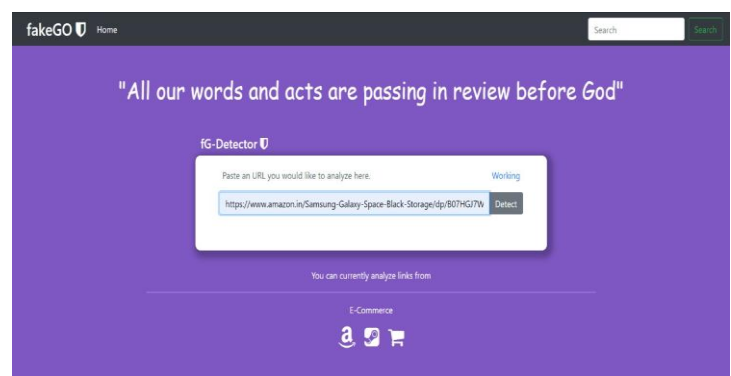 fakeGO Home Search Search
"All our words and acts are passing in review before God"
fG-Detector
Paste an URL you would like to analyze here. Working
https://www.amazon.in/Samsung-Galaxy-Space-Black-Storage/dp/B07HGJ7W Detect
You can currently analyze links from
E-Commerce